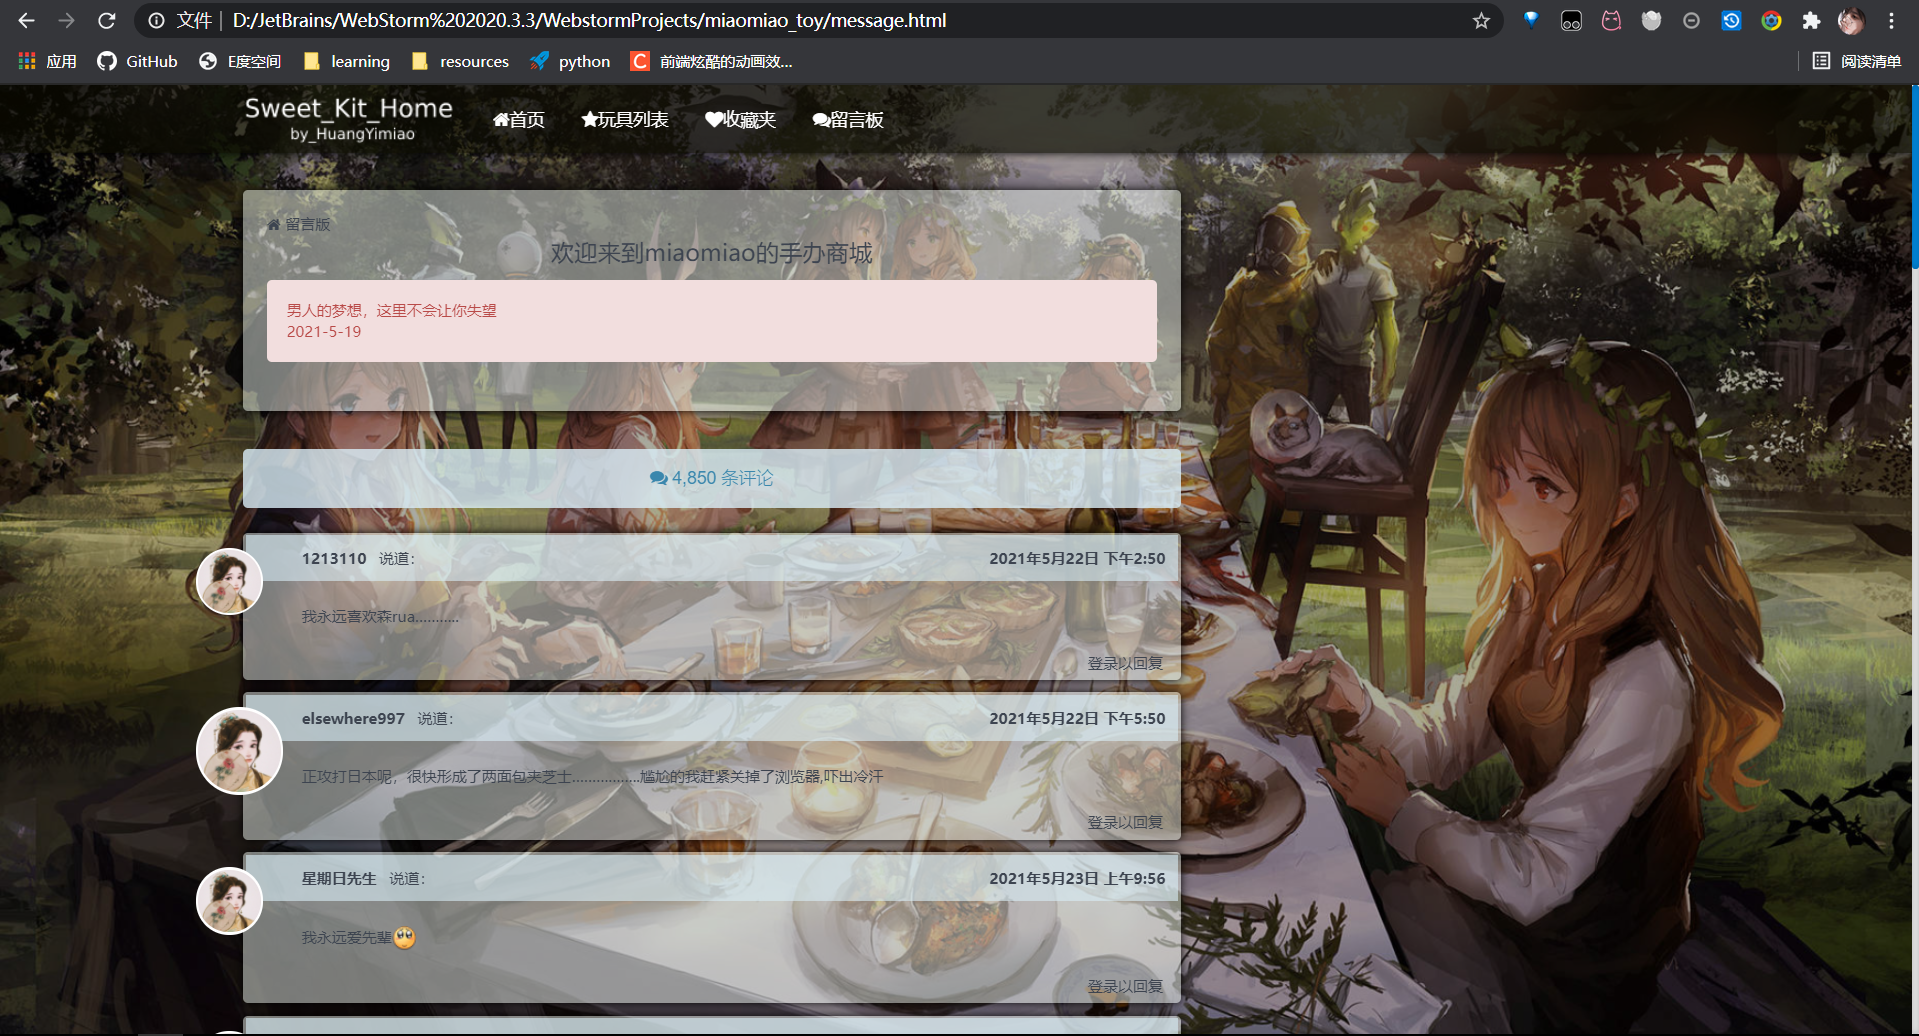 文件 | D:/JetBrains/WebStorm%202020.3.3/WebstormProjects/miaomiao_toy/message.html
应用 GitHub E度空间 learning resources python 前端炫酷的动画效... 阅读清单
Sweet_Kit_Home
by_HuangYimiao
首页 玩具列表 收藏夹 留言板
留言版
欢迎来到miaomiao的手办商城
男人的梦想，这里不会让你失望
2021-5-19
4,850 条评论
1213110 说道： 2021年5月22日 下午2:50
我永远喜欢森rua...........
登录以回复
elsewhere997 说道： 2021年5月22日 下午5:50
正攻打日本呢，很快形成了两面包夹芝士..................尴尬的我赶紧关掉了浏览器,吓出冷汗
登录以回复
星期日先生 说道： 2021年5月23日 上午9:56
我永远爱先辈🥺
登录以回复